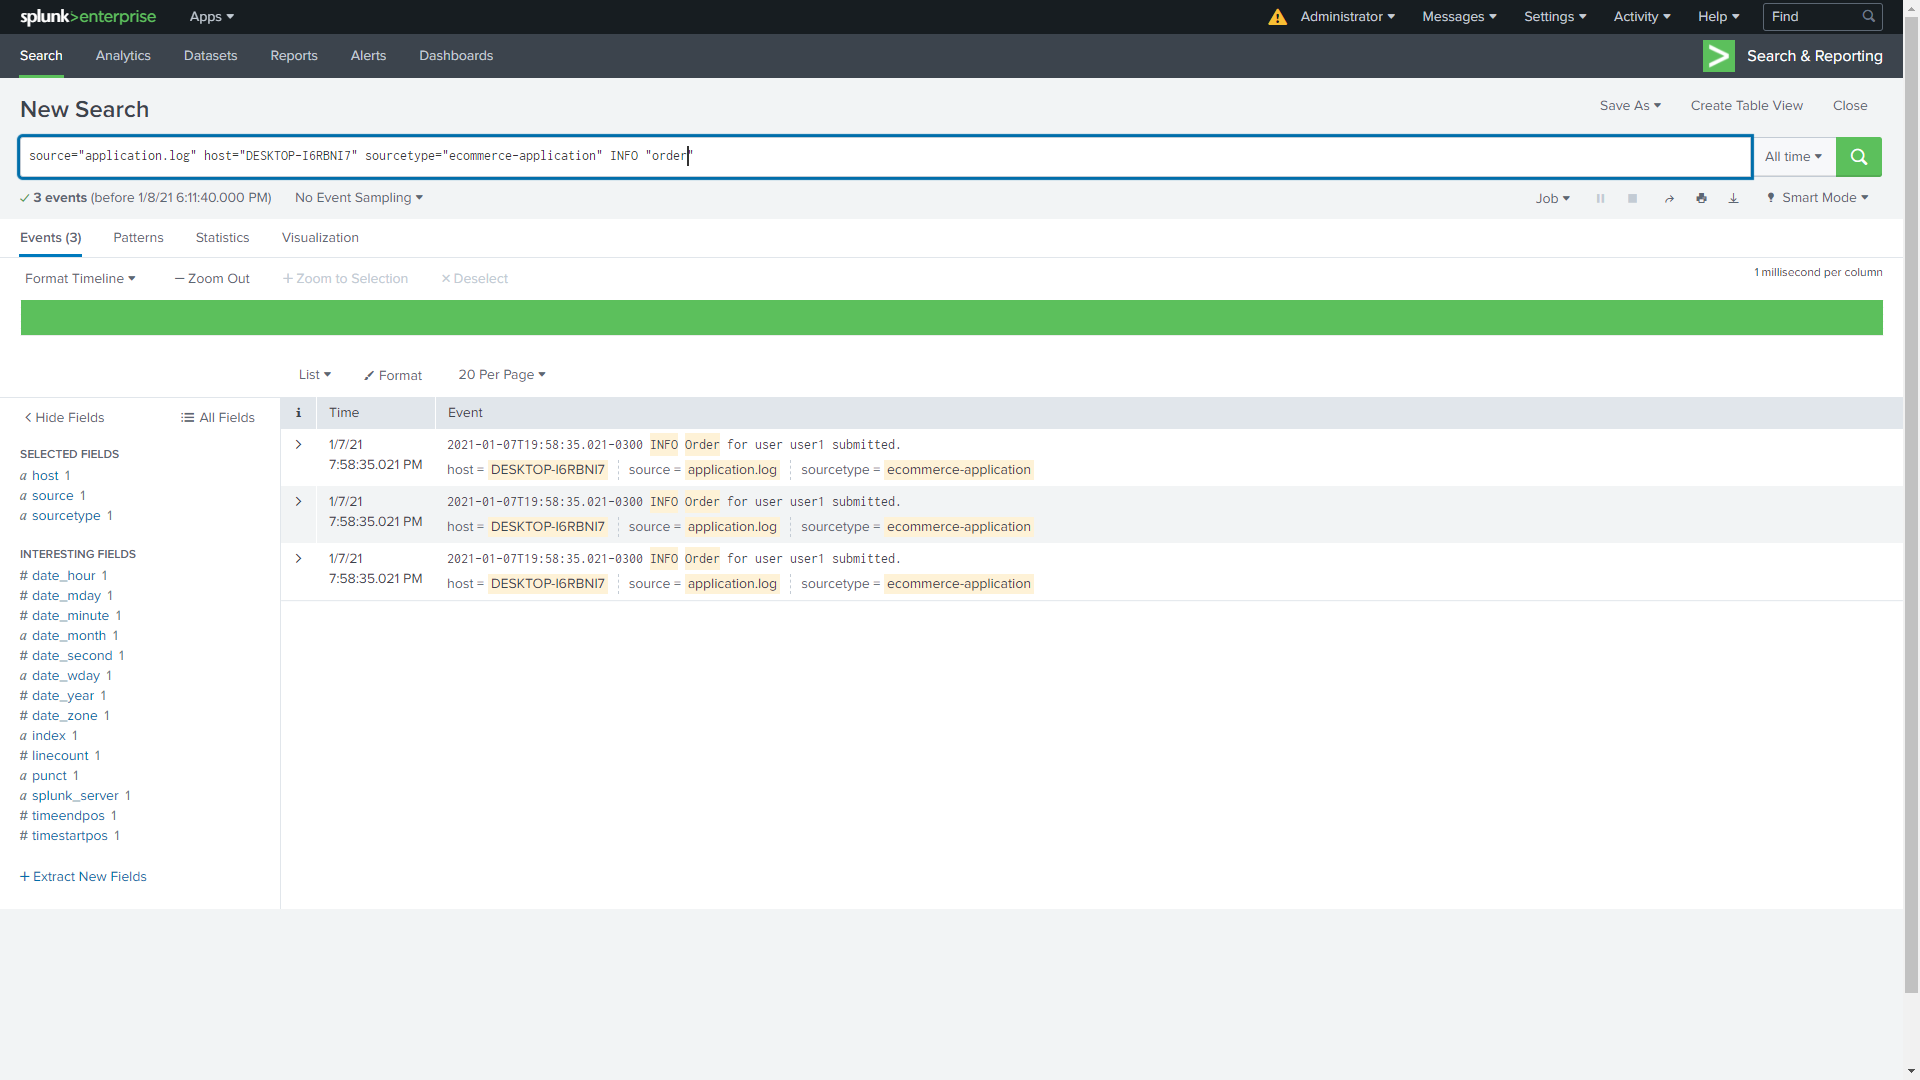 splunk>enterprise Apps Administrator Messages Settings Activity Help Find
Search Analytics Datasets Reports Alerts Dashboards Search & Reporting
New Search Save As Create Table View Close
source="application.log" host="DESKTOP-I6RBNI7" sourcetype="ecommerce-application" INFO "order" All time
3 events (before 1/8/21 6:11:40.000 PM) No Event Sampling Job Smart Mode
Events (3) Patterns Statistics Visualization
Format Timeline — Zoom Out + Zoom to Selection × Deselect 1 millisecond per column
List Format 20 Per Page
< Hide Fields All Fields
i Time Event
SELECTED FIELDS
a host 1
a source 1
a sourcetype 1
INTERESTING FIELDS
# date_hour 1
# date_mday 1
# date_minute 1
a date_month 1
# date_second 1
a date_wday 1
# date_year 1
# date_zone 1
a index 1
# linecount 1
a punct 1
a splunk_server 1
# timeendpos 1
# timestartpos 1
+ Extract New Fields
> 1/7/21 2021-01-07T19:58:35.021-0300 INFO Order for user user1 submitted.
7:58:35.021 PM host = DESKTOP-I6RBNI7 source = application.log sourcetype = ecommerce-application
> 1/7/21 2021-01-07T19:58:35.021-0300 INFO Order for user user1 submitted.
7:58:35.021 PM host = DESKTOP-I6RBNI7 source = application.log sourcetype = ecommerce-application
> 1/7/21 2021-01-07T19:58:35.021-0300 INFO Order for user user1 submitted.
7:58:35.021 PM host = DESKTOP-I6RBNI7 source = application.log sourcetype = ecommerce-application